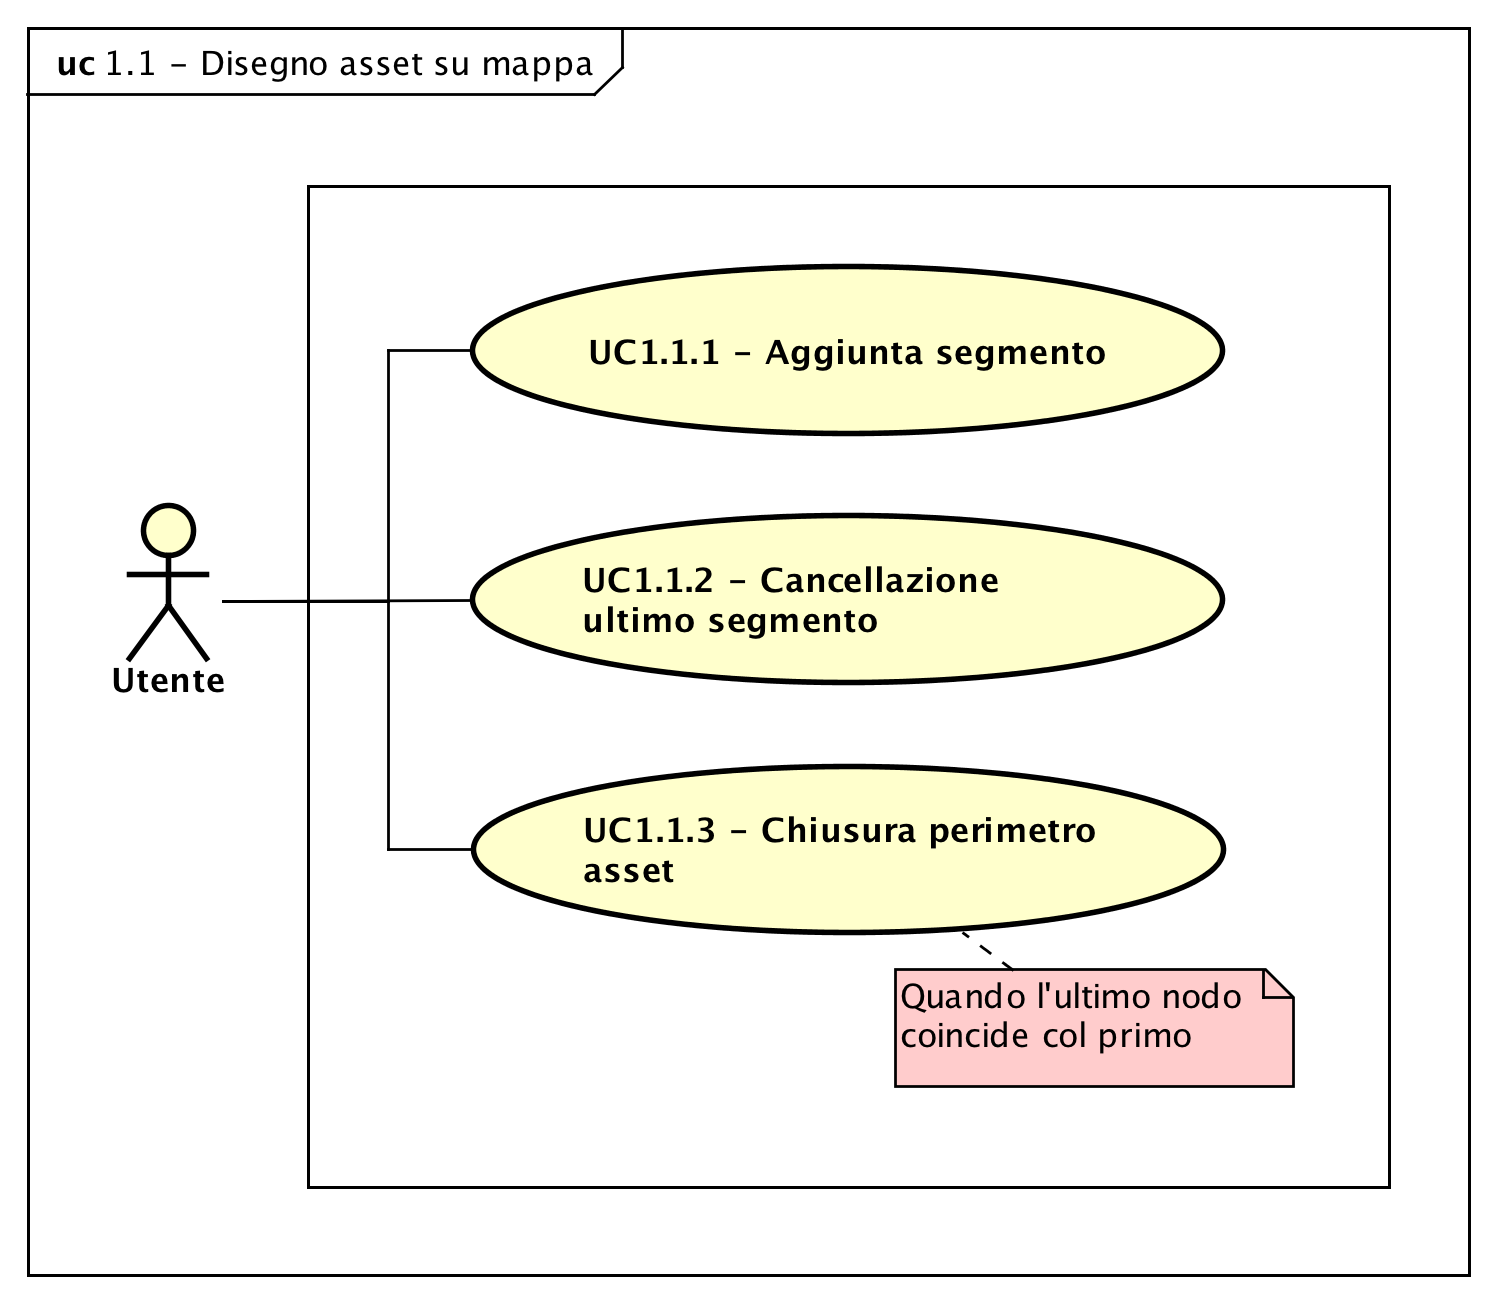 uc 1.1 – Disegno asset su mappa
UC1.1.1 – Aggiunta segmento
UC1.1.2 – Cancellazione
ultimo segmento
Utente
UC1.1.3 – Chiusura perimetro
asset
Quando l'ultimo nodo
coincide col primo